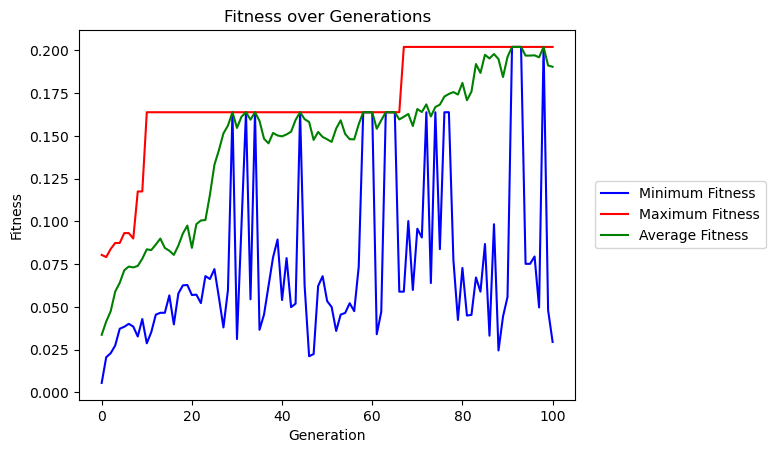 Fitness over Generations
0.200
0.175
0.150
0.125
0.100
0.075
0.050
0.025
0.000
Fitness
0 20 40 60 80 100
Generation
Minimum Fitness
Maximum Fitness
Average Fitness